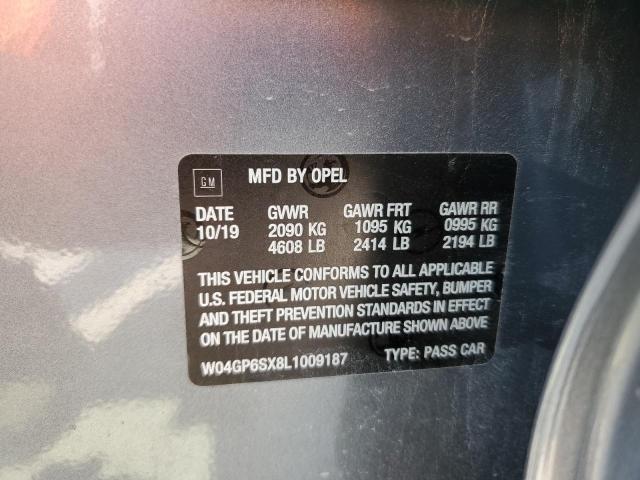 GM MFD BY OPEL
DATE GVWR GAWR FRT GAWR RR
10/19 2090 KG 1095 KG 0995 KG
4608 LB 2414 LB 2194 LB
THIS VEHICLE CONFORMS TO ALL APPLICABLE
U.S. FEDERAL MOTOR VEHICLE SAFETY, BUMPER
AND THEFT PREVENTION STANDARDS IN EFFECT
ON THE DATE OF MANUFACTURE SHOWN ABOVE
W04GP6SX8L1009187 TYPE: PASS CAR